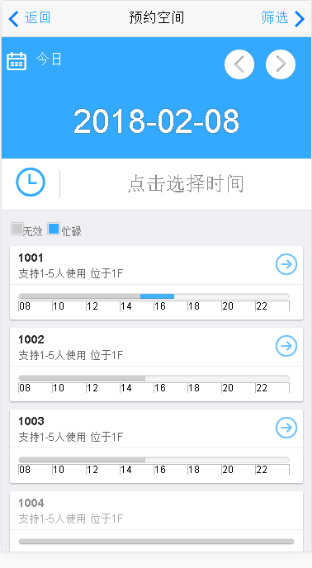 返回 预约空间 筛选
今日
2018-02-08
点击选择时间
无效 忙碌
1001
支持1-5人使用 位于1F
08 10 12 14 16 18 20 22
1002
支持1-5人使用 位于1F
08 10 12 14 16 18 20 22
1003
支持1-5人使用 位于1F
08 10 12 14 16 18 20 22
1004
支持1-5人使用 位于1F